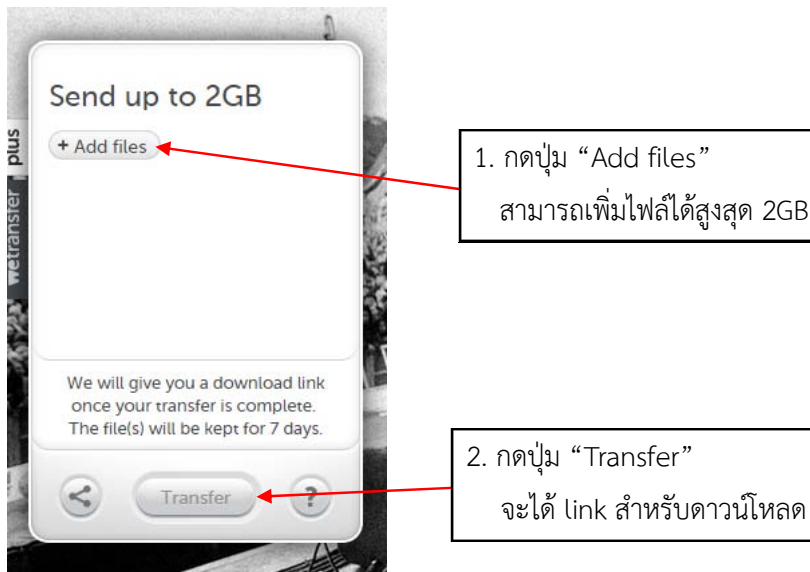 Send up to 2GB
+ Add files
plus
wetransfer
We will give you a download link
once your transfer is complete.
The file(s) will be kept for 7 days.
Transfer
?
1. กดปุ่ม “Add files”
สามารถเพิ่มไฟล์ได้สูงสุด 2GB
2. กดปุ่ม “Transfer”
จะได้ link สำหรับดาวน์โหลด